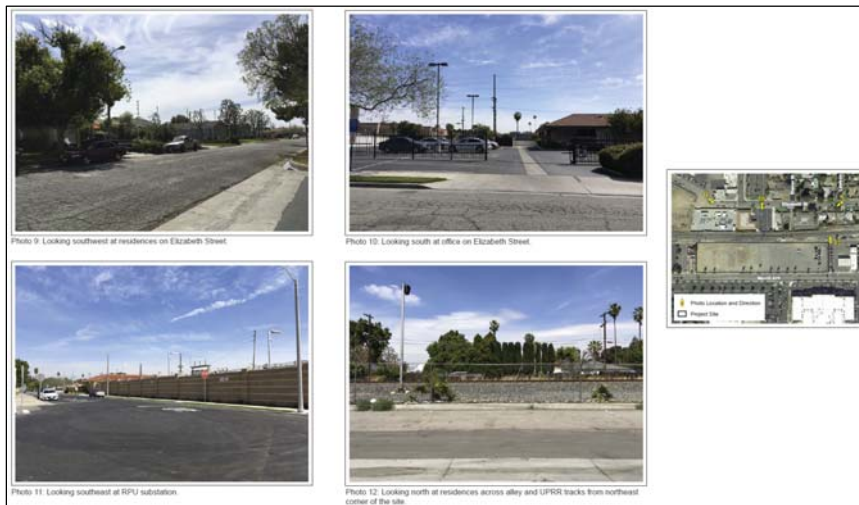 Photo 9: Looking southwest at residences on Elizabeth Street.
Photo 10: Looking south at office on Elizabeth Street.
Photo Location and Direction
Project Site
Photo 11: Looking southeast at RPU substation.
Photo 12: Looking north at residences across alley and UPRR tracks from northeast
corner of the site.